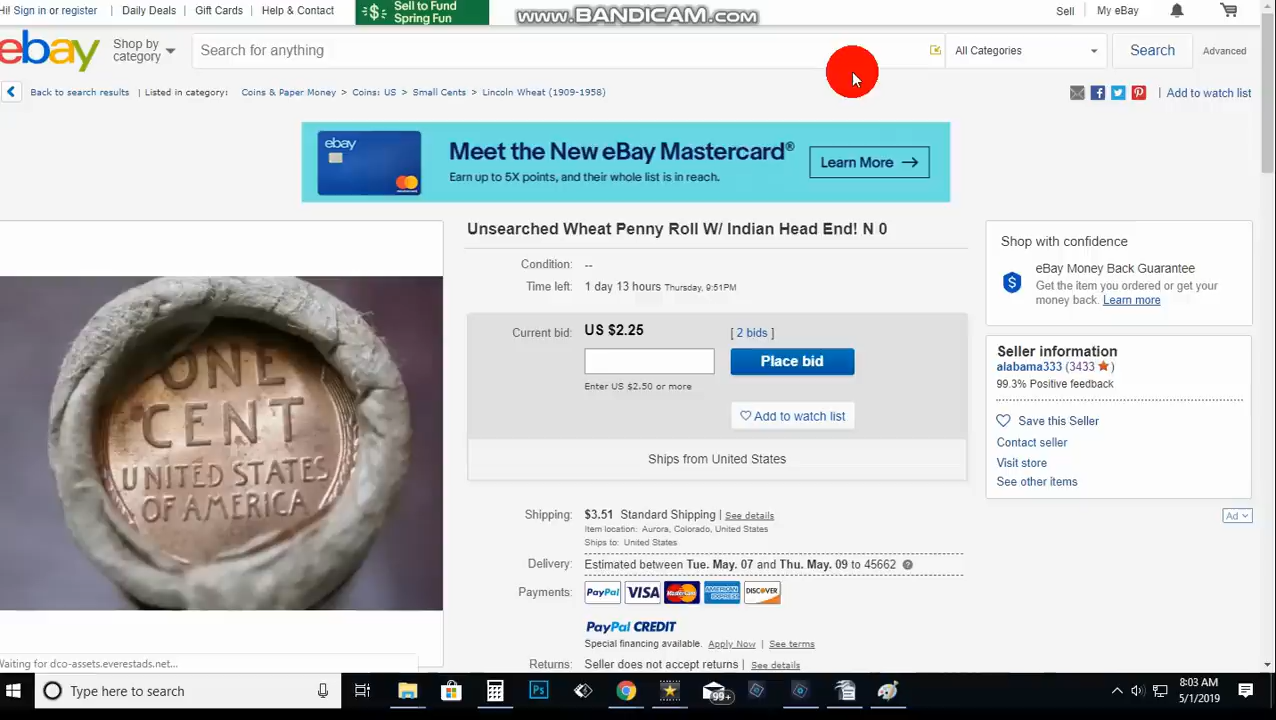 Hi! Sign in or register
Daily Deals
Gift Cards
Help & Contact
Sell to Fund
Spring Fun
www.BANDICAM.com
Sell
My eBay
ebay
Shop by
category
Search for anything
All Categories
Search
Advanced
Back to search results
Listed in category:
Coins & Paper Money > Coins: US > Small Cents > Lincoln Wheat (1909-1958)
Add to watch list
ebay
Meet the New eBay Mastercard®
Earn up to 5X points, and their whole list is in reach.
Learn More →
Unsearched Wheat Penny Roll W/ Indian Head End! N 0
Condition: --
Time left: 1 day 13 hours Thursday, 9:51PM
Current bid: US $2.25 [ 2 bids ]
Place bid
Enter US $2.50 or more
Add to watch list
Ships from United States
Shipping: $3.51 Standard Shipping | See details
Item location: Aurora, Colorado, United States
Ships to: United States
Delivery: Estimated between Tue. May. 07 and Thu. May. 09 to 45662
Payments: PayPal VISA MasterCard AMERICAN EXPRESS DISCOVER
PayPal CREDIT
Special financing available. Apply Now | See terms
Returns: Seller does not accept returns | See details
Shop with confidence
eBay Money Back Guarantee
Get the item you ordered or get your
money back. Learn more
Seller information
alabama333 (3433 ★ )
99.3% Positive feedback
Save this Seller
Contact seller
Visit store
See other items
Ad
ONE
CENT
UNITED STATES
OF AMERICA
Waiting for dco-assets.everestads.net...
Type here to search
Ps
99+
8:03 AM
5/1/2019